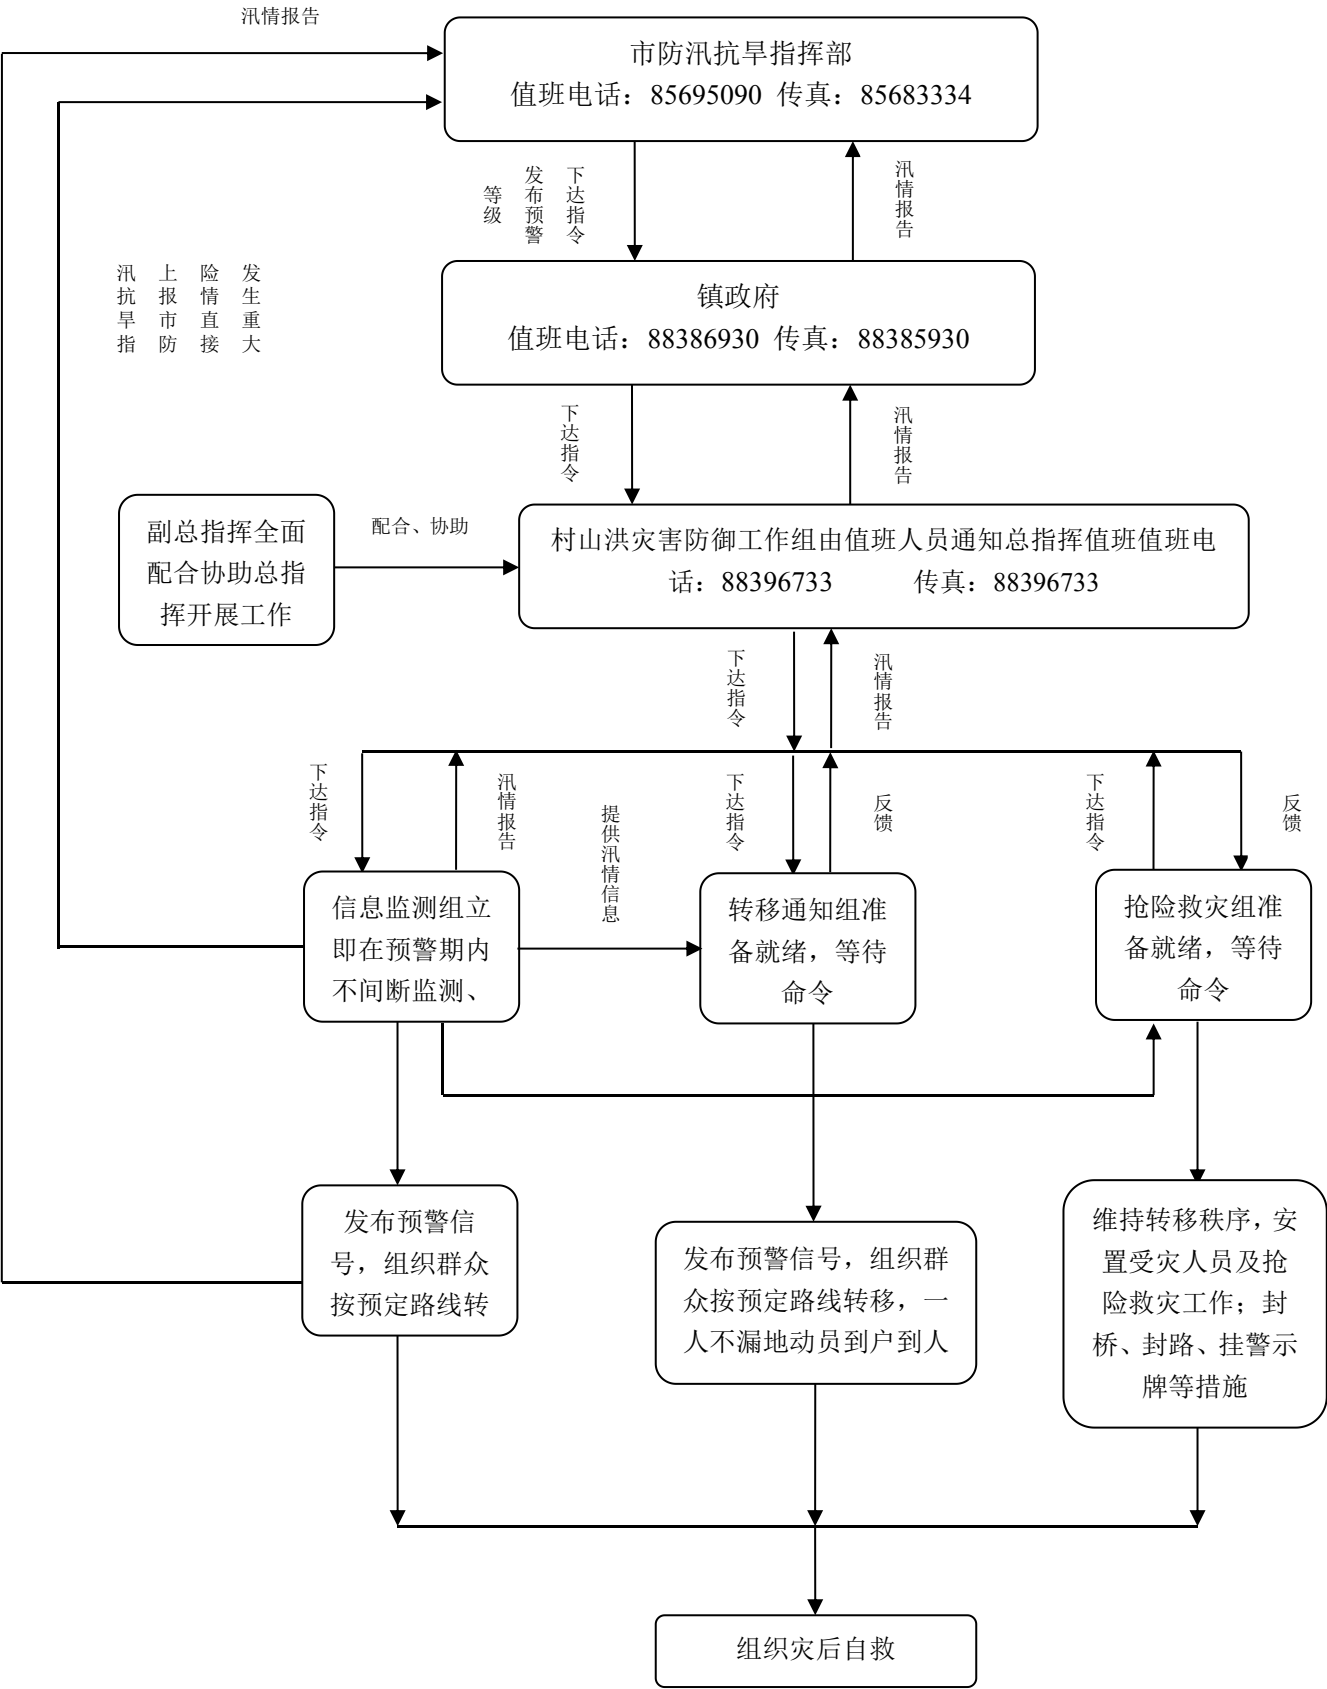 汛情报告
市防汛抗旱指挥部
值班电话：85695090 传真：85683334
下达指令
发布预警
等级
汛情报告
发生重大
险情直接
上报市防
汛抗旱指
镇政府
值班电话：88386930 传真：88385930
下达指令
汛情报告
副总指挥全面
配合协助总指
挥开展工作
配合、协助
村山洪灾害防御工作组由值班人员通知总指挥值班值班电
话：88396733 传真：88396733
下达指令
汛情报告
下达指令
汛情报告
提供汛情信息
下达指令
反馈
下达指令
反馈
信息监测组立
即在预警期内
不间断监测、
转移通知组准
备就绪，等待
命令
抢险救灾组准
备就绪，等待
命令
发布预警信
号，组织群众
按预定路线转
发布预警信号，组织群
众按预定路线转移，一
人不漏地动员到户到人
维持转移秩序，安
置受灾人员及抢
险救灾工作；封
桥、封路、挂警示
牌等措施
组织灾后自救